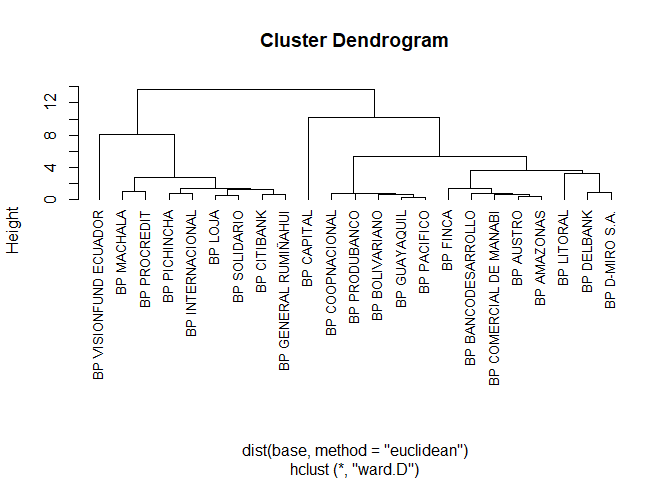 Cluster Dendrogram
Height
12
8
4
0
BP VISIONFUND ECUADOR
BP MACHALA
BP PROCREDIT
BP PICHINCHA
BP INTERNACIONAL
BP LOJA
BP SOLIDARIO
BP CITIBANK
BP GENERAL RUMIÑAHUI
BP CAPITAL
BP COOPNACIONAL
BP PRODUBANCO
BP BOLIVARIANO
BP GUAYAQUIL
BP PACIFICO
BP FINCA
BP BANCODESARROLLO
BP COMERCIAL DE MANABI
BP AUSTRO
BP AMAZONAS
BP LITORAL
BP DELBANK
BP D-MIRO S.A.
dist(base, method = "euclidean")
hclust (*, "ward.D")